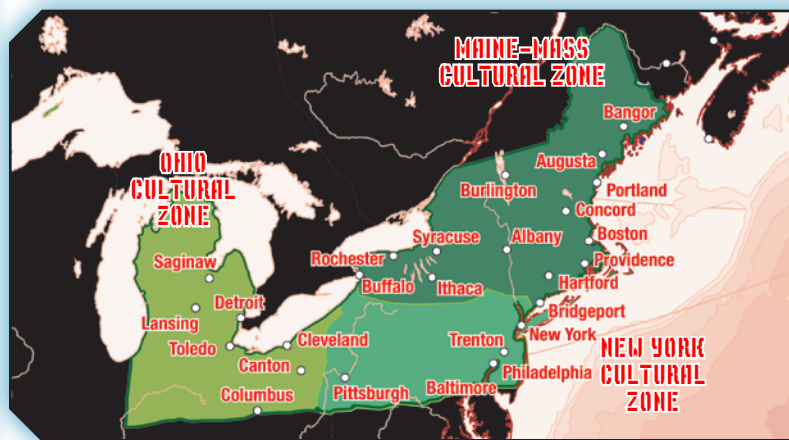 MAINE-MASS
CULTURAL ZONE
Bangor
OHIO
CULTURAL
ZONE
Augusta
Burlington
Portland
Concord
Syracuse
Albany
Boston
Saginaw
Rochester
Providence
Buffalo
Ithaca
Hartford
Detroit
Bridgeport
Lansing
New York
Toledo
Cleveland
Trenton
NEW YORK
CULTURAL
ZONE
Canton
Philadelphia
Columbus
Pittsburgh
Baltimore